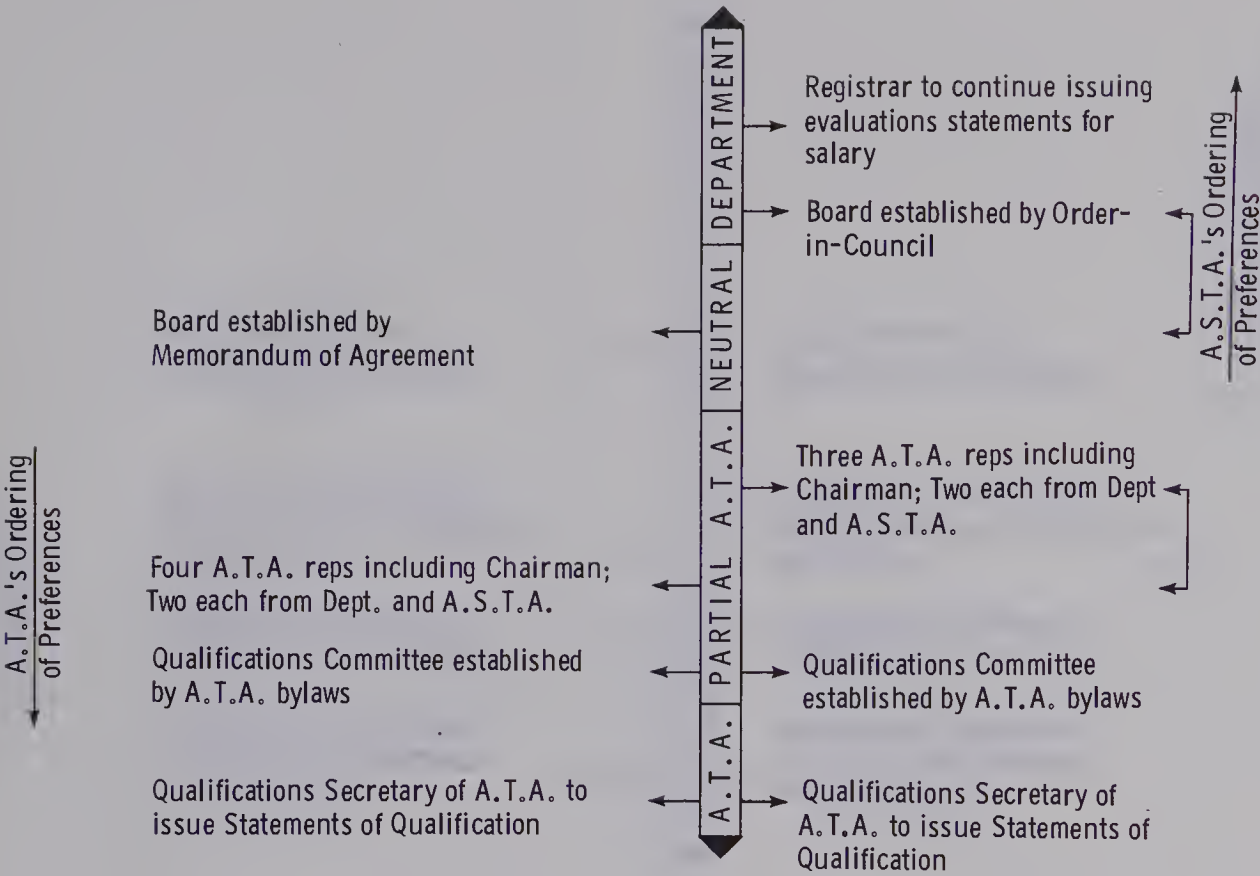 DEPARTMENT
NEUTRAL
PARTIAL A.T.A.
A.T.A.
Registrar to continue issuing
evaluations statements for
salary
Board established by Order-
in-Council
A.S.T.A.'s Ordering
of Preferences
Board established by
Memorandum of Agreement
A.T.A.'s Ordering
of Preferences
Three A.T.A. reps including
Chairman; Two each from Dept
and A.S.T.A.
Four A.T.A. reps including Chairman;
Two each from Dept. and A.S.T.A.
Qualifications Committee established
by A.T.A. bylaws
Qualifications Committee
established by A.T.A. bylaws
Qualifications Secretary of A.T.A. to
issue Statements of Qualification
Qualifications Secretary of
A.T.A. to issue Statements of
Qualification